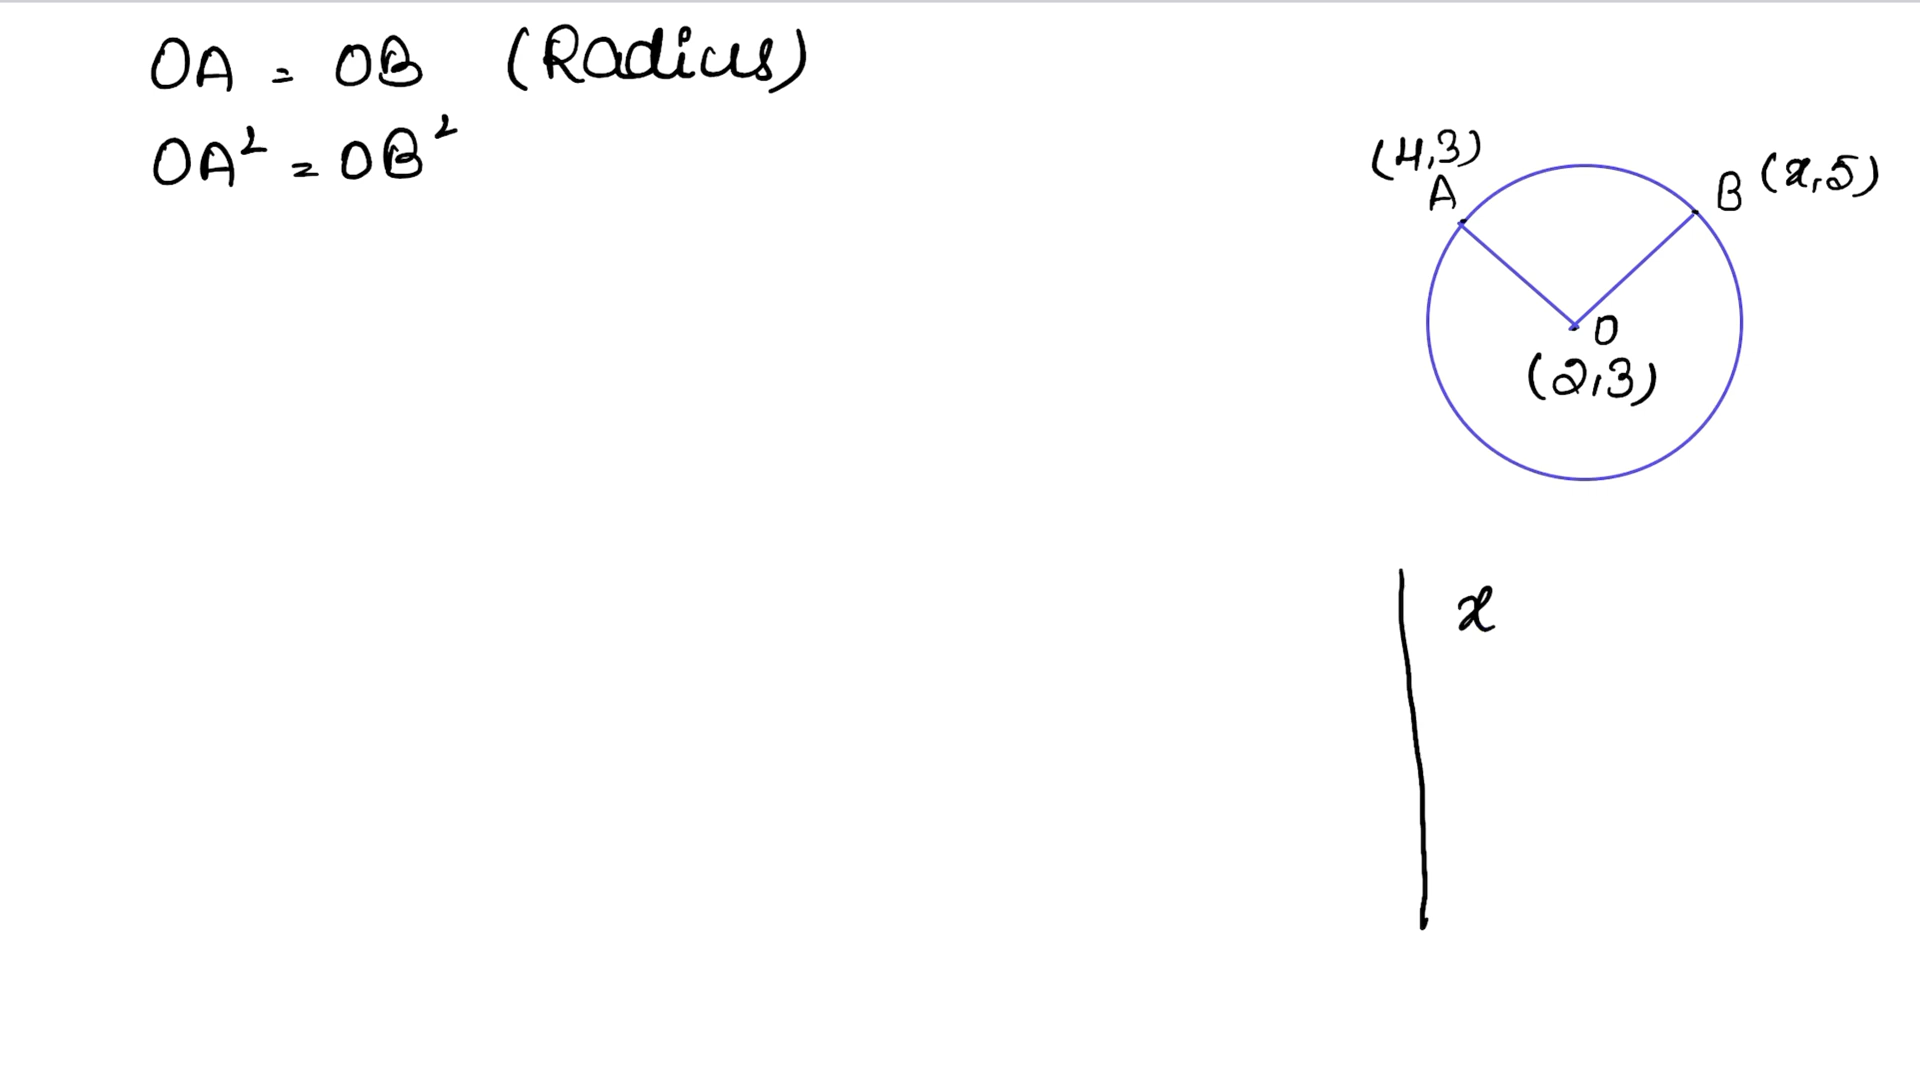 OA = OB (Radius)
OA² = OB²
(4,3)
A
B (x,5)
O
(2,3)
x